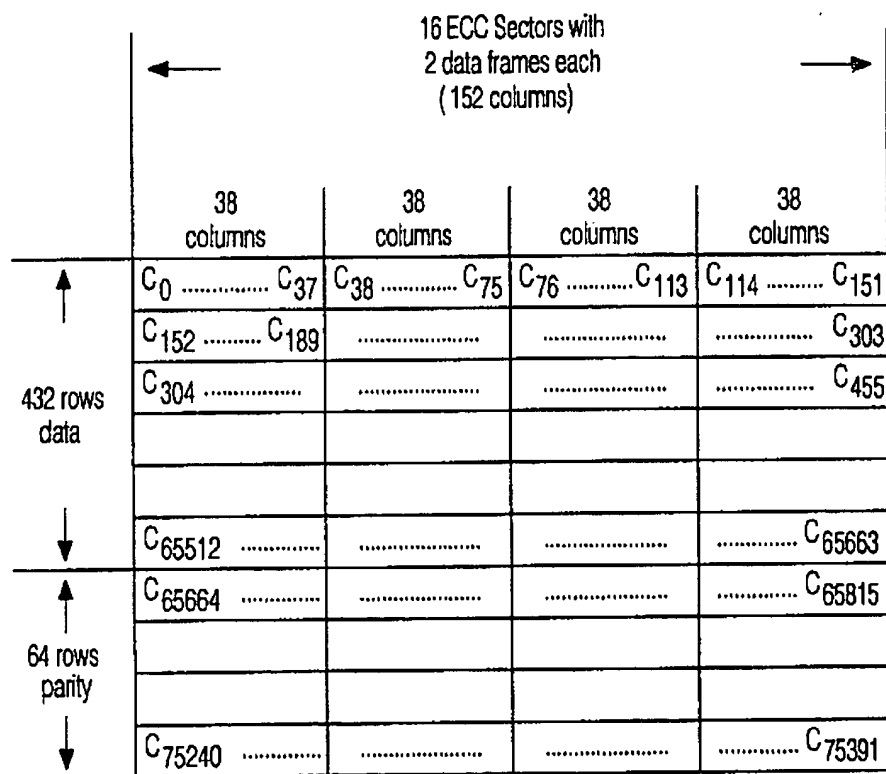 16 ECC Sectors with
2 data frames each
( 152 columns)
38 columns
38 columns
38 columns
38 columns
432 rows data
C0 ............ C37 C38 ............ C75 C76 .......... C113 C114 ......... C151
C152 ......... C189 ................ ................ ............ C303
C304 ............ ................ ................ ............ C455
C65512 ............ ................ ................ ............ C65663
64 rows parity
C65664 ............ ................ ................ ............ C65815
C75240 ............ ................ ................ ............ C75391